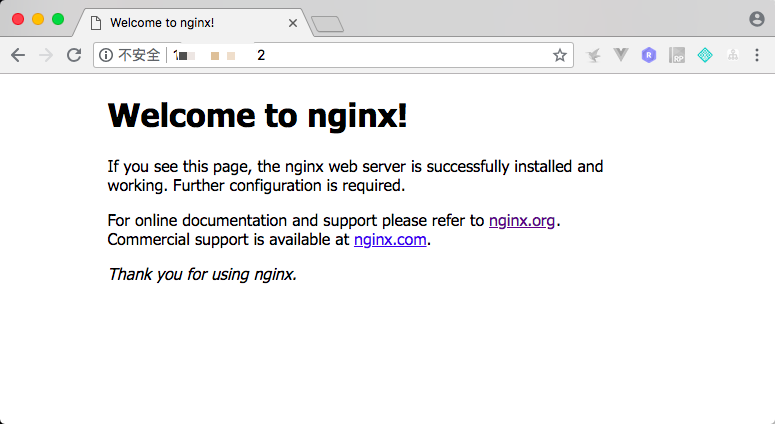 Welcome to nginx!
不安全
2
RP
Welcome to nginx!
If you see this page, the nginx web server is successfully installed and
working. Further configuration is required.
For online documentation and support please refer to nginx.org.
Commercial support is available at nginx.com.
Thank you for using nginx.